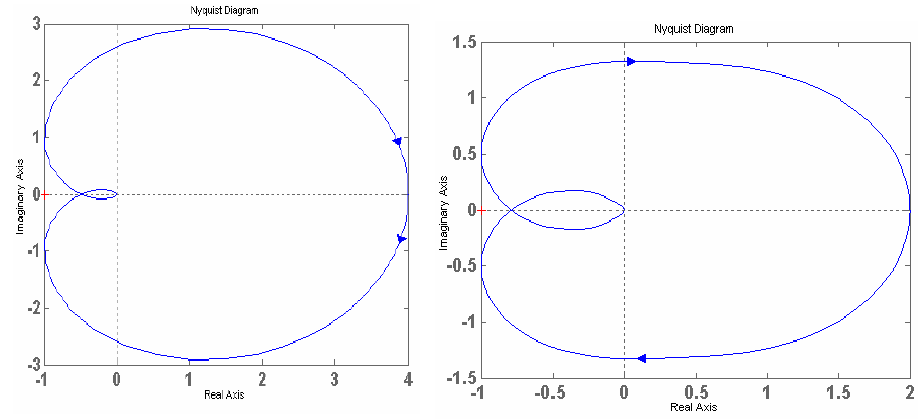 Nyquist Diagram
3
2
1
0
-1
-2
-3
Imaginary Axis
-1 0 1 2 3 4
Real Axis
Nyquist Diagram
1.5
1
0.5
0
-0.5
-1
-1.5
Imaginary Axis
-1 -0.5 0 0.5 1 1.5 2
Real Axis